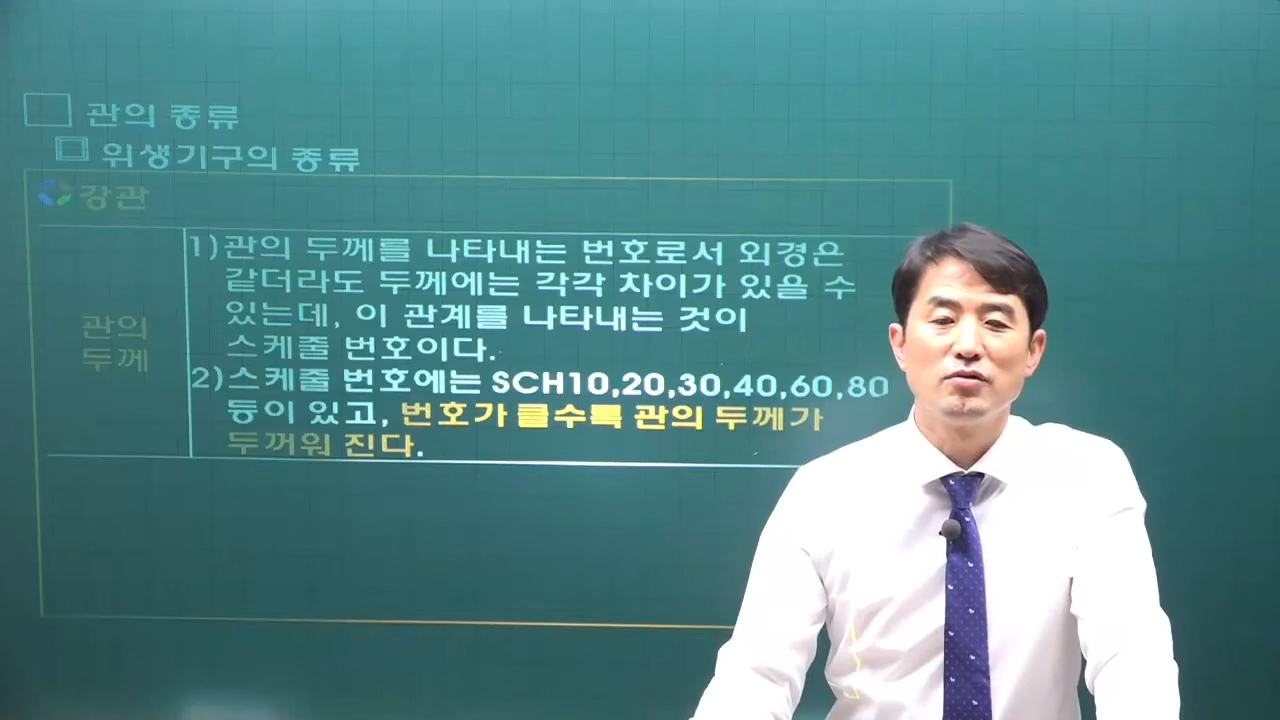 관의 종류
위생기구의 종류
강관
관의
두께
1)관의 두께를 나타내는 번호로서 외경은
같더라도 두께에는 각각 차이가 있을 수
있는데, 이 관계를 나타내는 것이
스케줄 번호이다.
2)스케줄 번호에는 SCH10,20,30,40,60,80
등이 있고, 번호가 클수록 관의 두께가
두꺼워 진다.